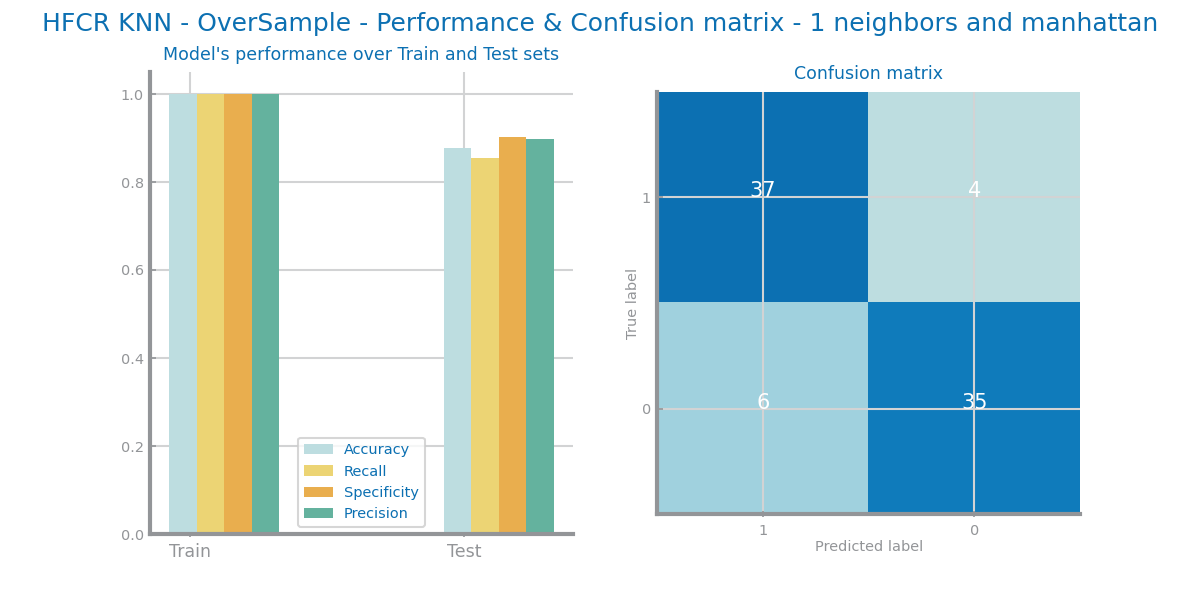 HFCR KNN - OverSample - Performance & Confusion matrix - 1 neighbors and manhattan
Model's performance over Train and Test sets
1.0
0.8
0.6
0.4
0.2
0.0
Accuracy
Recall
Specificity
Precision
Train
Test
Confusion matrix
True label
1
0
37
4
6
35
1
0
Predicted label